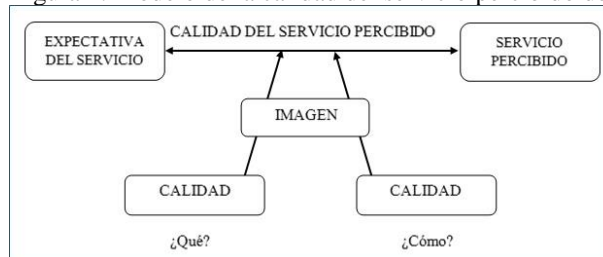 CALIDAD DEL SERVICIO PERCIBIDO
EXPECTATIVA
DEL SERVICIO
SERVICIO
PERCIBIDO
IMAGEN
CALIDAD
CALIDAD
¿Qué?
¿Cómo?